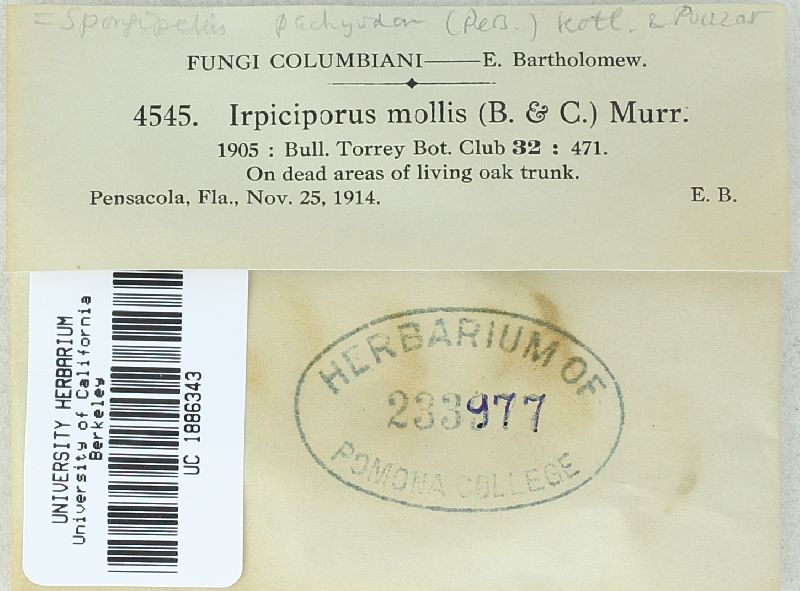 = Spongipellis pachyodon (Pers.) Kotl. & Pouzar
FUNGI COLUMBIANI——E. Bartholomew.
4545. Irpiciporus mollis (B. & C.) Murr.
1905 : Bull. Torrey Bot. Club 32 : 471.
On dead areas of living oak trunk.
Pensacola, Fla., Nov. 25, 1914. E. B.
UNIVERSITY HERBARIUM
University of California
Berkeley
UC 1886343
HERBARIUM OF
233977
POMONA COLLEGE